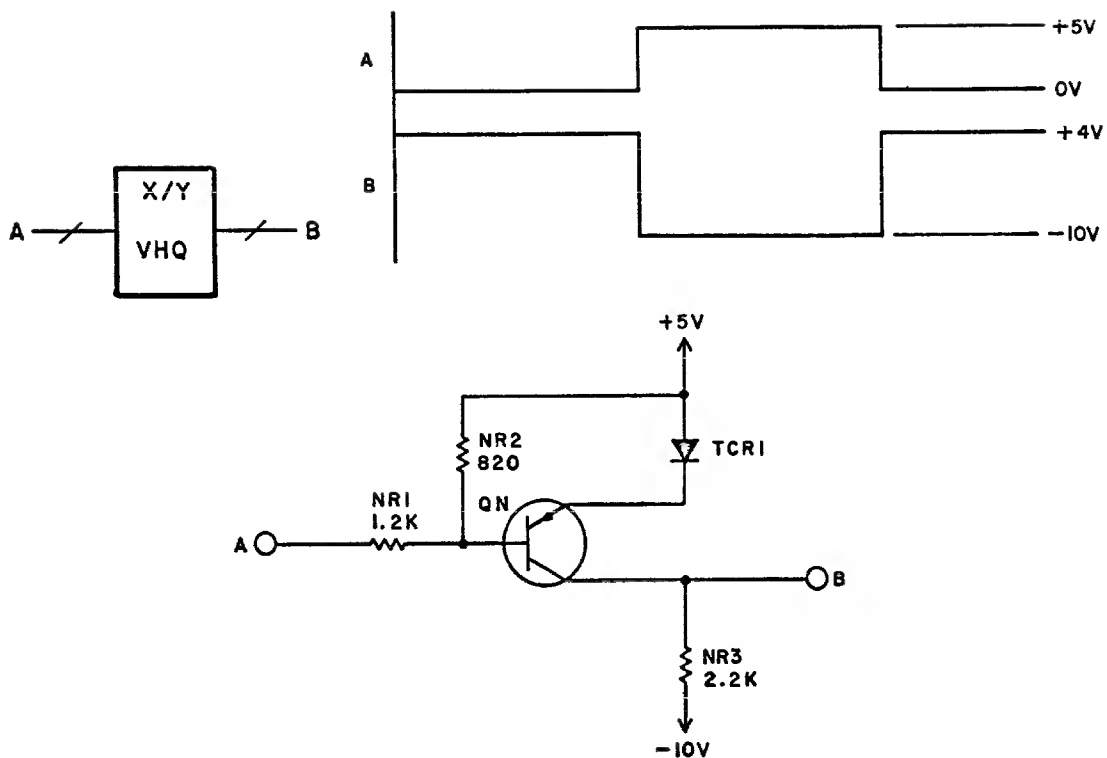 A
+5V
0V
B
+4V
-10V
A
X/Y
VHQ
B
+5V
NR2
820
TCR1
NR1
1.2K
QN
A
B
NR3
2.2K
-10V